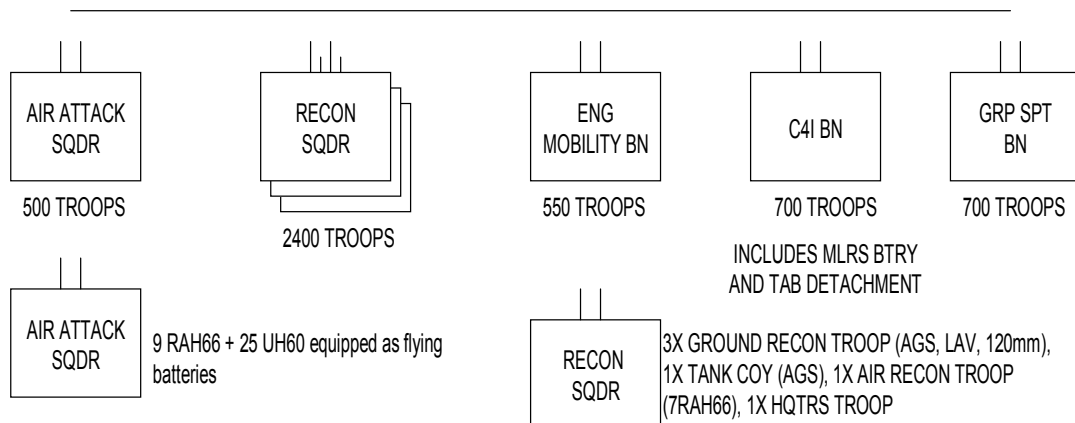 AIR ATTACK
SQDR
500 TROOPS
RECON
SQDR
2400 TROOPS
ENG
MOBILITY BN
550 TROOPS
C4I BN
700 TROOPS
INCLUDES MLRS BTRY
AND TAB DETACHMENT
GRP SPT
BN
700 TROOPS
AIR ATTACK
SQDR
9 RAH66 + 25 UH60 equipped as flying
batteries
RECON
SQDR
3X GROUND RECON TROOP (AGS, LAV, 120mm),
1X TANK COY (AGS), 1X AIR RECON TROOP
(7RAH66), 1X HQTRS TROOP